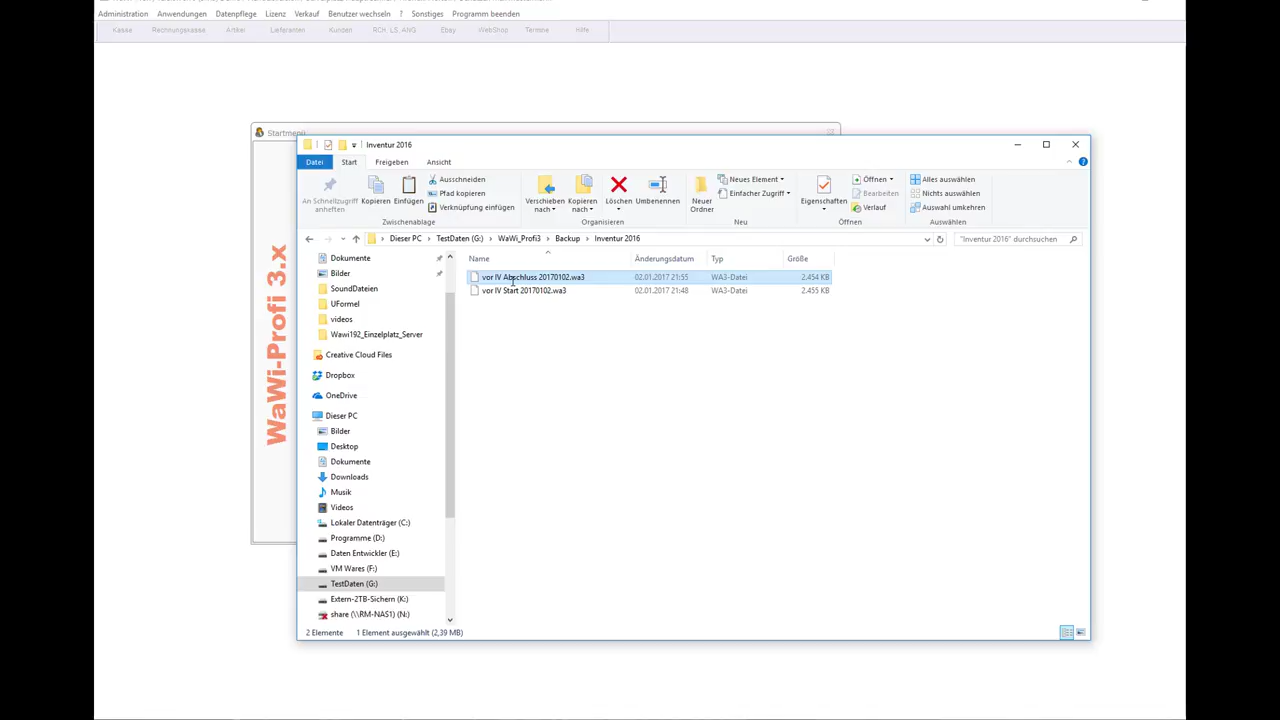 Administration Anwendungen Datenpflege Lizenz Verkauf Benutzer wechseln ? Sonstiges Programm beenden
Kasse Rechnungskasse Artikel Lieferanten Kunden RCH, LS, ANG Ebay WebShop Termine Hilfe
Startmenü
WaWi-Profi 3.x
Inventur 2016
Datei Start Freigeben Ansicht
An Schnellzugriff anheften
Kopieren
Einfügen
Ausschneiden
Pfad kopieren
Verknüpfung einfügen
Zwischenablage
Verschieben nach
Kopieren nach
Löschen
Umbenennen
Organisieren
Neuer Ordner
Neues Element
Einfacher Zugriff
Neu
Eigenschaften
Öffnen
Bearbeiten
Verlauf
Öffnen
Alles auswählen
Nichts auswählen
Auswahl umkehren
Auswählen
Dieser PC TestDaten (G:) WaWi_Profi3 Backup Inventur 2016
"Inventur 2016" durchsuchen
Name Änderungsdatum Typ Größe
vor IV Abschluss 20170102.wa3 02.01.2017 21:55 WA3-Datei 2.454 KB
vor IV Start 20170102.wa3 02.01.2017 21:48 WA3-Datei 2.455 KB
Dokumente
Bilder
SoundDateien
UFormel
videos
Wawi192_Einzelplatz_Server
Creative Cloud Files
Dropbox
OneDrive
Dieser PC
Bilder
Desktop
Dokumente
Downloads
Musik
Videos
Lokaler Datenträger (C:)
Programme (D:)
Daten Entwickler (E:)
VM Wares (F:)
TestDaten (G:)
Extern-2TB-Sichern (K:)
share (\\RM-NAS1) (N:)
2 Elemente 1 Element ausgewählt (2,39 MB)